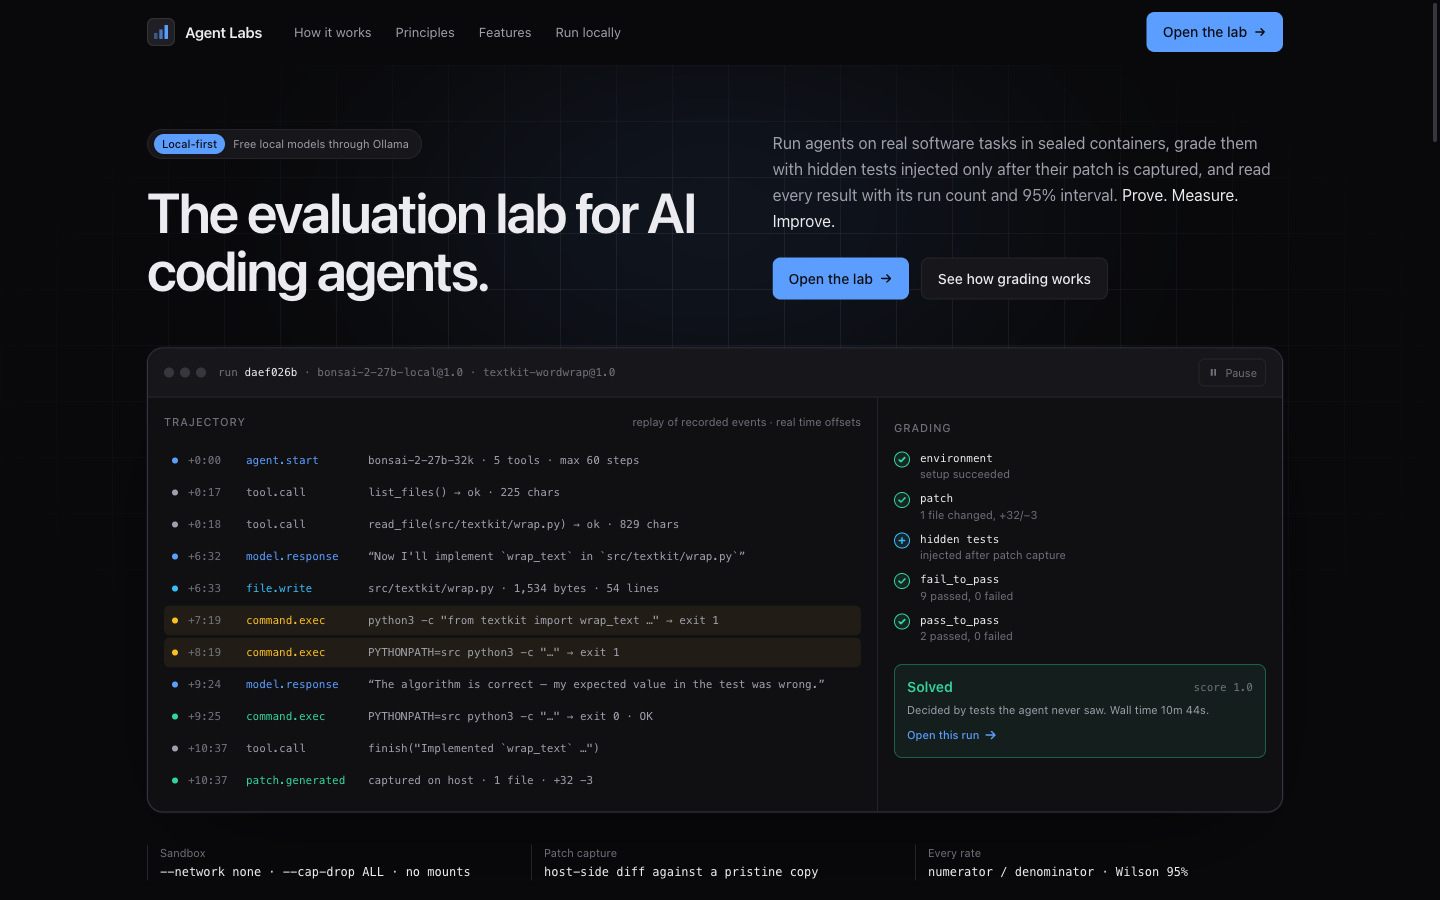 Agent Labs
How it works
Principles
Features
Run locally
Open the lab →
Local-first
Free local models through Ollama
The evaluation lab for AI
coding agents.
Run agents on real software tasks in sealed containers, grade them
with hidden tests injected only after their patch is captured, and read
every result with its run count and 95% interval. Prove. Measure.
Improve.
Open the lab →
See how grading works
run daef026b · bonsai-2-27b-local@1.0 · textkit-wordwrap@1.0
Pause
TRAJECTORY
replay of recorded events · real time offsets
+0:00 agent.start bonsai-2-27b-32k · 5 tools · max 60 steps
+0:17 tool.call list_files() → ok · 225 chars
+0:18 tool.call read_file(src/textkit/wrap.py) → ok · 829 chars
+6:32 model.response “Now I'll implement `wrap_text` in `src/textkit/wrap.py`”
+6:33 file.write src/textkit/wrap.py · 1,534 bytes · 54 lines
+7:19 command.exec python3 -c "from textkit import wrap_text …" → exit 1
+8:19 command.exec PYTHONPATH=src python3 -c "…" → exit 1
+9:24 model.response “The algorithm is correct — my expected value in the test was wrong.”
+9:25 command.exec PYTHONPATH=src python3 -c "…" → exit 0 · OK
+10:37 tool.call finish("Implemented `wrap_text` …")
+10:37 patch.generated captured on host · 1 file · +32 −3
GRADING
environment
setup succeeded
patch
1 file changed, +32/−3
hidden tests
injected after patch capture
fail_to_pass
9 passed, 0 failed
pass_to_pass
2 passed, 0 failed
Solved
score 1.0
Decided by tests the agent never saw. Wall time 10m 44s.
Open this run →
Sandbox
--network none · --cap-drop ALL · no mounts
Patch capture
host-side diff against a pristine copy
Every rate
numerator / denominator · Wilson 95%